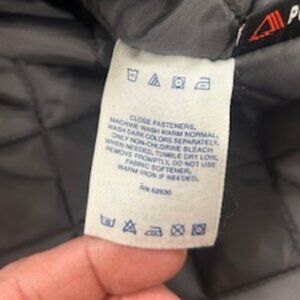 P
CLOSE FASTENERS.
MACHINE WASH WARM NORMAL.
WASH DARK COLORS SEPARATELY.
ONLY NON-CHLORINE BLEACH
WHEN NEEDED. TUMBLE DRY LOW.
REMOVE PROMPTLY. DO NOT USE
FABRIC SOFTENER.
WARM IRON IF NEEDED.
RN 62630